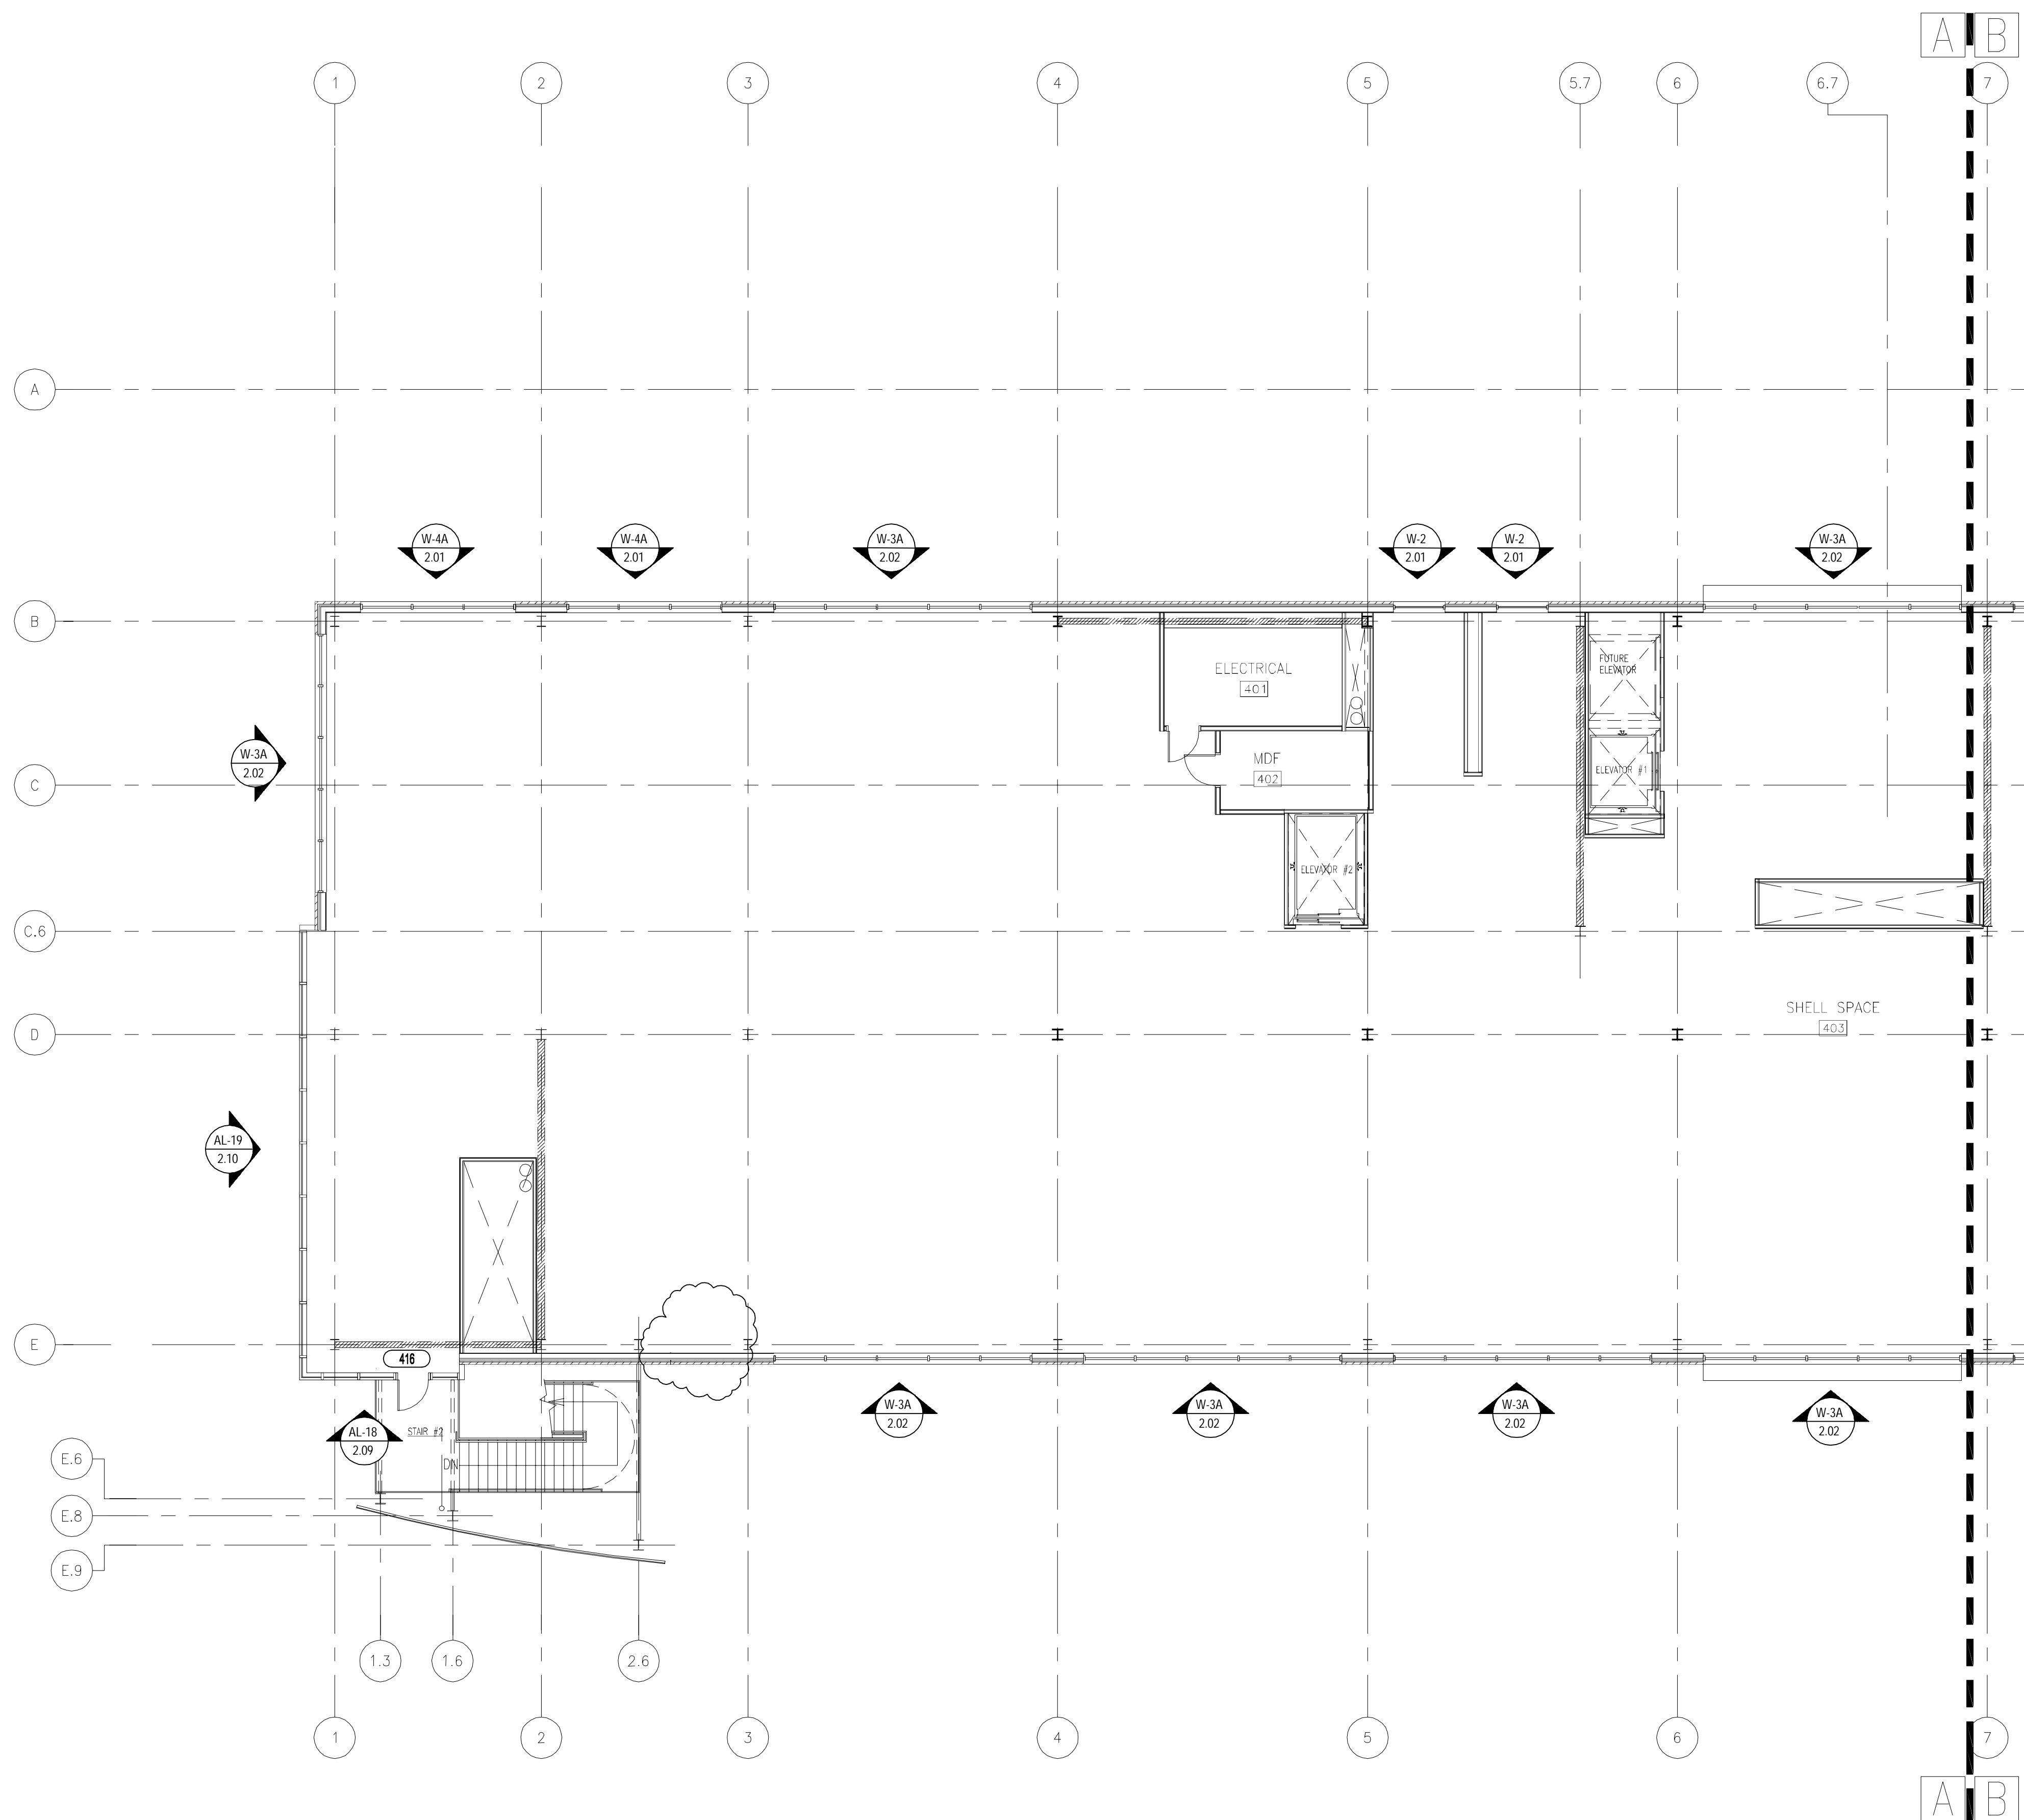 A B
1 2 3 4 5 5.7 6 6.7 7
A
W-4A
2.01
W-4A
2.01
W-3A
2.02
W-2
2.01
W-2
2.01
W-3A
2.02
B
ELECTRICAL
401
FUTURE
ELEVATOR
W-3A
2.02
MDF
402
ELEVATOR #1
C
ELEVATOR #2
C.6
SHELL SPACE
403
D
AL-19
2.10
E
416
W-3A
2.02
W-3A
2.02
W-3A
2.02
W-3A
2.02
AL-18
2.09
STAIR #2
DN
E.6
E.8
E.9
1.3 1.6 2.6
1 2 3 4 5 6 7
A B